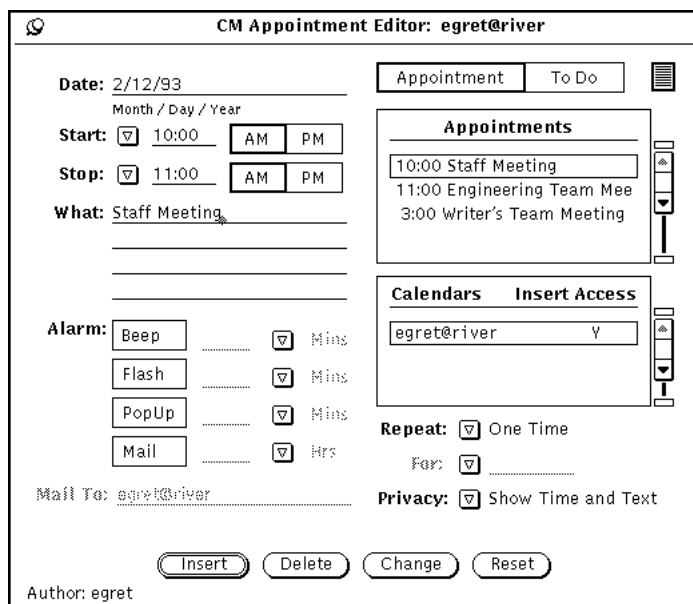 CM Appointment Editor: egret@river
Date: 2/12/93
Month / Day / Year
Start: 10:00 AM PM
Stop: 11:00 AM PM
What: Staff Meeting
Alarm: Beep Mins
Flash Mins
PopUp Mins
Mail Hrs
Mail To: egret@river
Appointment To Do
Appointments
10:00 Staff Meeting
11:00 Engineering Team Mee
3:00 Writer's Team Meeting
Calendars Insert Access
egret@river Y
Repeat: One Time
For:
Privacy: Show Time and Text
Insert Delete Change Reset
Author: egret